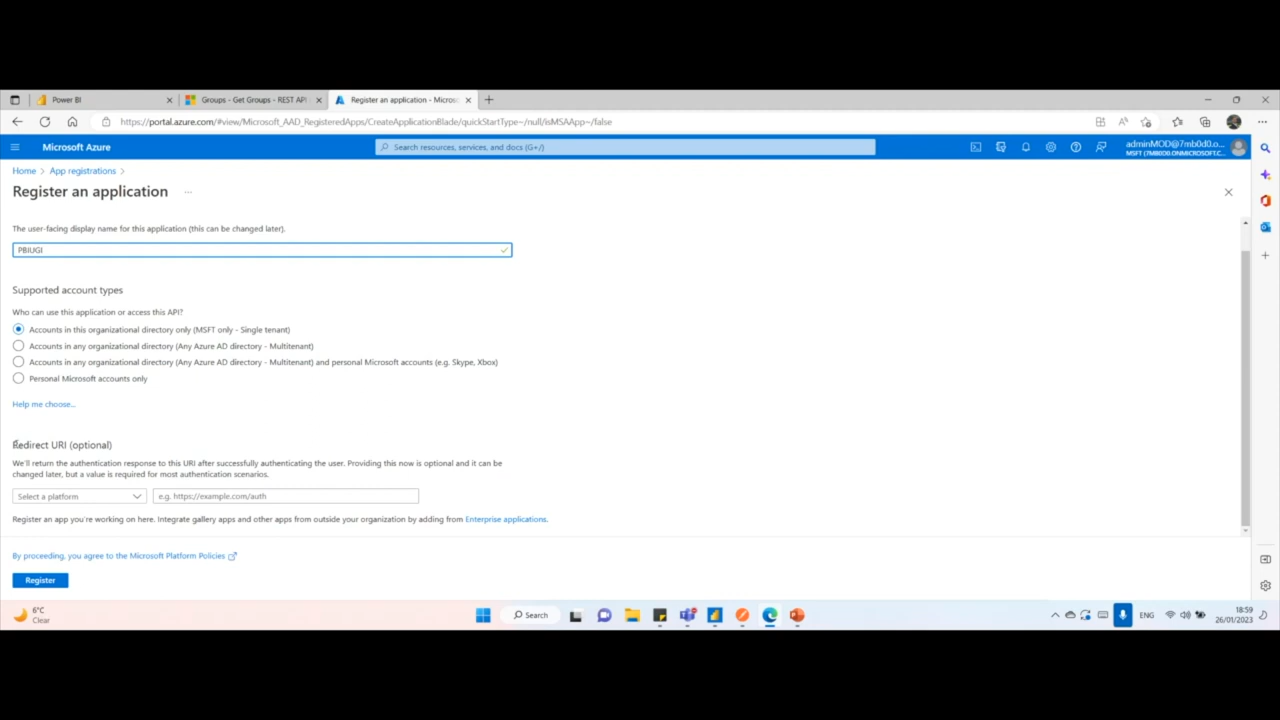 Power BI
Groups - Get Groups - REST API
Register an application - Micros
https://portal.azure.com/#view/Microsoft_AAD_RegisteredApps/CreateApplicationBlade/quickStartType~/null/isMSAApp~/false
Microsoft Azure
Search resources, services, and docs (G+/)
adminMOD@7mb0d0.o...
MSFT (7MB0D0.ONMICROSOFT.C...
Home > App registrations >
Register an application ...
The user-facing display name for this application (this can be changed later).
PBIUGI
Supported account types
Who can use this application or access this API?
Accounts in this organizational directory only (MSFT only - Single tenant)
Accounts in any organizational directory (Any Azure AD directory - Multitenant)
Accounts in any organizational directory (Any Azure AD directory - Multitenant) and personal Microsoft accounts (e.g. Skype, Xbox)
Personal Microsoft accounts only
Help me choose...
Redirect URI (optional)
We'll return the authentication response to this URI after successfully authenticating the user. Providing this now is optional and it can be
changed later, but a value is required for most authentication scenarios.
Select a platform
e.g. https://example.com/auth
Register an app you're working on here. Integrate gallery apps and other apps from outside your organization by adding from Enterprise applications.
By proceeding, you agree to the Microsoft Platform Policies
Register
6°C
Clear
Search
ENG
18:59
26/01/2023